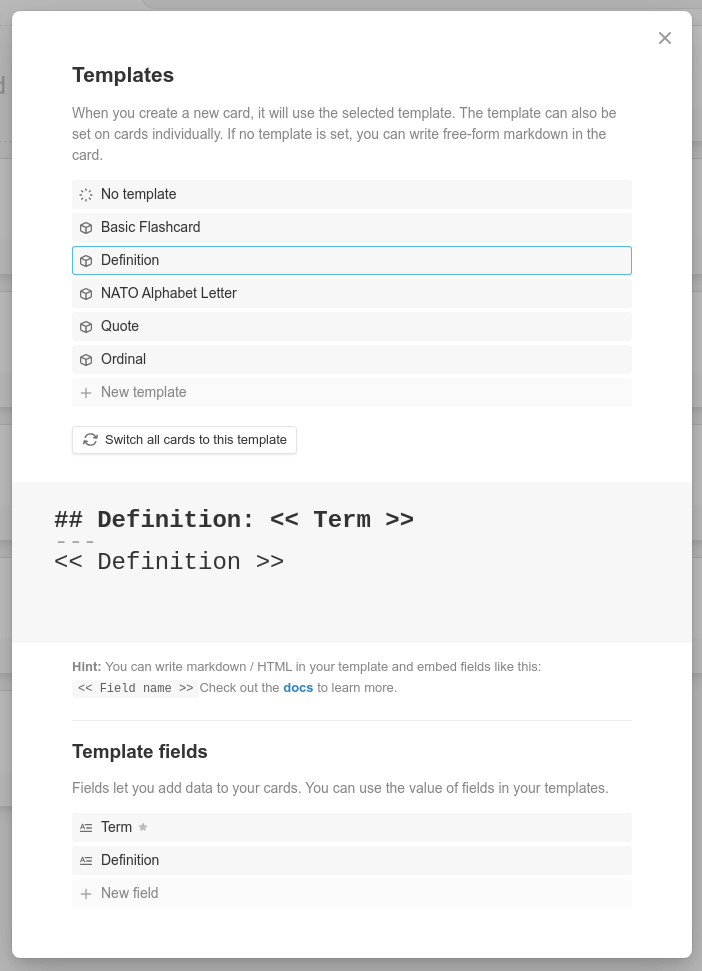 Templates
When you create a new card, it will use the selected template. The template can also be
set on cards individually. If no template is set, you can write free-form markdown in the
card.
No template
Basic Flashcard
Definition
NATO Alphabet Letter
Quote
Ordinal
New template
Switch all cards to this template
## Definition: << Term >>
---
<< Definition >>
Hint: You can write markdown / HTML in your template and embed fields like this:
<< Field name >> Check out the docs to learn more.
Template fields
Fields let you add data to your cards. You can use the value of fields in your templates.
Term
Definition
New field